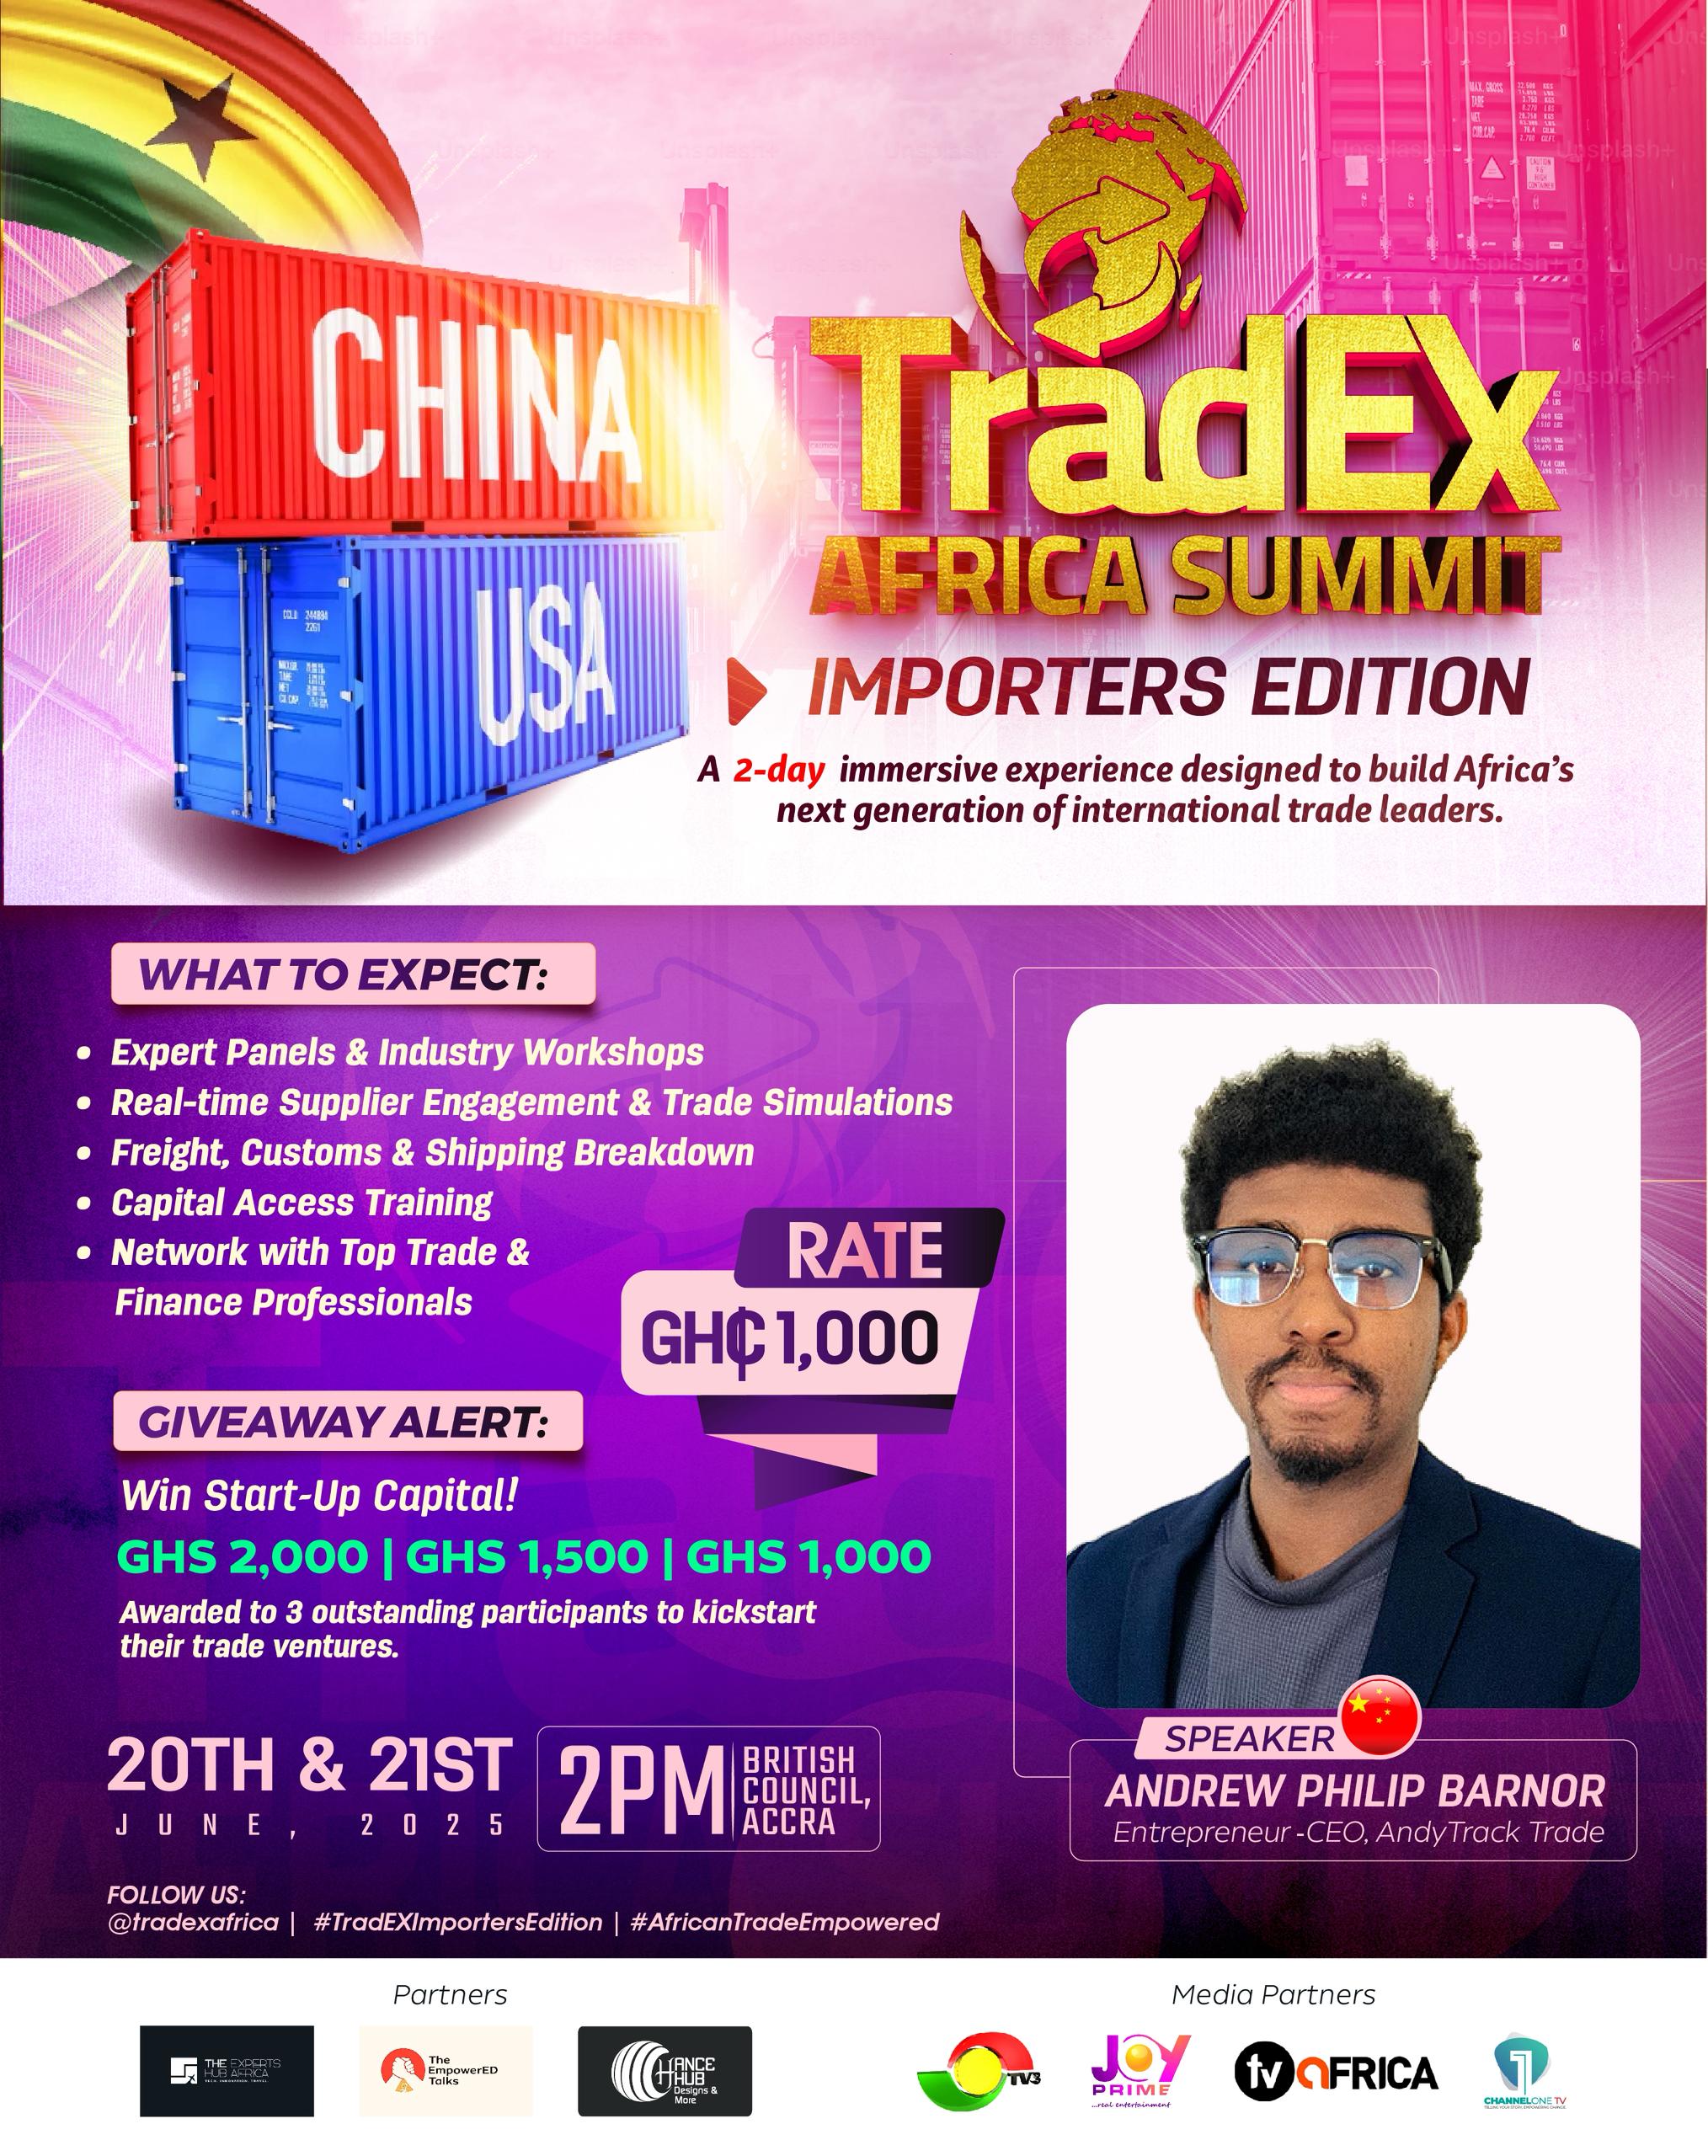 CHINA
USA
TradEx
AFRICA SUMMIT
IMPORTERS EDITION
A 2-day immersive experience designed to build Africa's
next generation of international trade leaders.
WHAT TO EXPECT:
• Expert Panels & Industry Workshops
• Real-time Supplier Engagement & Trade Simulations
• Freight, Customs & Shipping Breakdown
• Capital Access Training
• Network with Top Trade &
Finance Professionals
RATE
GH₵1,000
GIVEAWAY ALERT:
Win Start-Up Capital!
GHS 2,000 | GHS 1,500 | GHS 1,000
Awarded to 3 outstanding participants to kickstart
their trade ventures.
20TH & 21ST
JUNE, 2025
2PM
BRITISH
COUNCIL,
ACCRA
SPEAKER
ANDREW PHILIP BARNOR
Entrepreneur -CEO, AndyTrack Trade
FOLLOW US:
@tradexafrica | #TradEXImportersEdition | #AfricanTradeEmpowered
Partners
THE EXPERTS
HUB AFRICA
The
EmpowerED
Talks
HANCE
HUB
Designs &
More
Media Partners
TV3
JOY
PRIME
...real entertainment
tv AFRICA
1
CHANNELONE TV